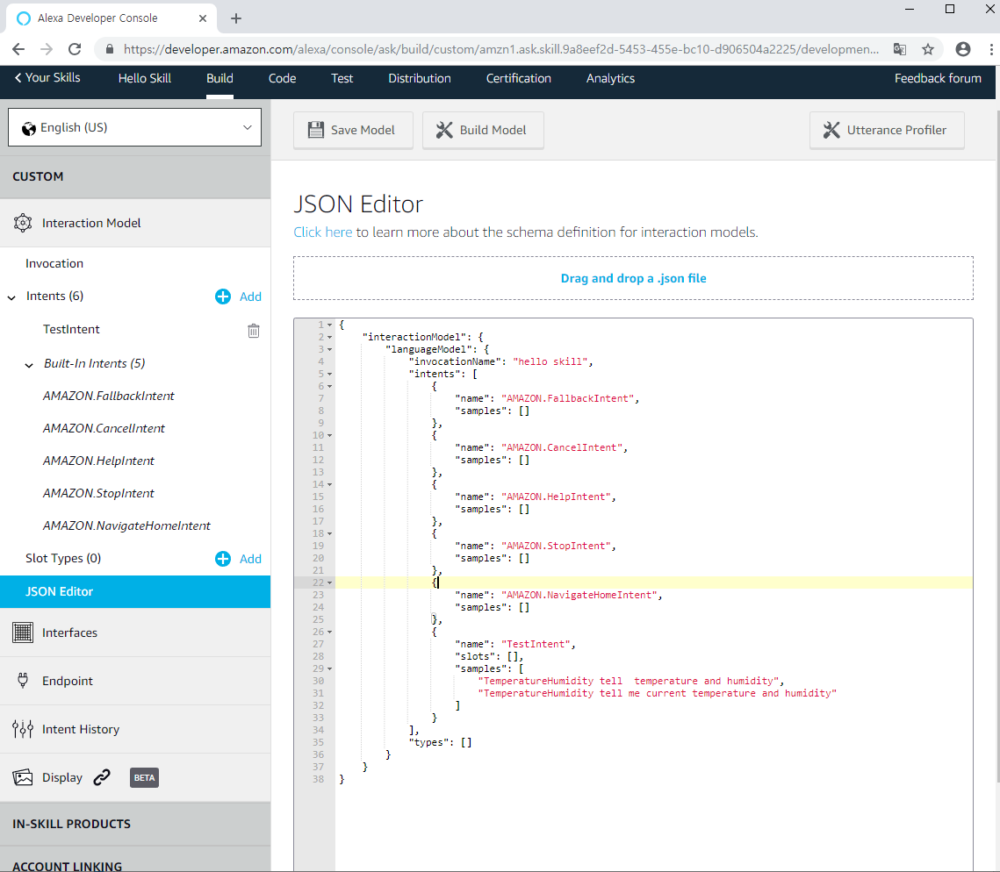 Alexa Developer Console
https://developer.amazon.com/alexa/console/ask/build/custom/amzn1.ask.skill.9a8eef2d-5453-455e-bc10-d906504a2225/developmen...
Your Skills Hello Skill Build Code Test Distribution Certification Analytics Feedback forum
English (US)
Save Model Build Model Utterance Profiler
CUSTOM
Interaction Model
Invocation
Intents (6) Add
TestIntent
Built-In Intents (5)
AMAZON.FallbackIntent
AMAZON.CancelIntent
AMAZON.HelpIntent
AMAZON.StopIntent
AMAZON.NavigateHomeIntent
Slot Types (0) Add
JSON Editor
Interfaces
Endpoint
Intent History
Display BETA
IN-SKILL PRODUCTS
ACCOUNT LINKING
JSON Editor
Click here to learn more about the schema definition for interaction models.
Drag and drop a .json file
1 {
2 "interactionModel": {
3 "languageModel": {
4 "invocationName": "hello skill",
5 "intents": [
6 {
7 "name": "AMAZON.FallbackIntent",
8 "samples": []
9 },
10 {
11 "name": "AMAZON.CancelIntent",
12 "samples": []
13 },
14 {
15 "name": "AMAZON.HelpIntent",
16 "samples": []
17 },
18 {
19 "name": "AMAZON.StopIntent",
20 "samples": []
21 },
22 {
23 "name": "AMAZON.NavigateHomeIntent",
24 "samples": []
25 },
26 {
27 "name": "TestIntent",
28 "slots": [],
29 "samples": [
30 "TemperatureHumidity tell  temperature and humidity",
31 "TemperatureHumidity tell me current temperature and humidity"
32 ]
33 }
34 ],
35 "types": []
36 }
37 }
38 }